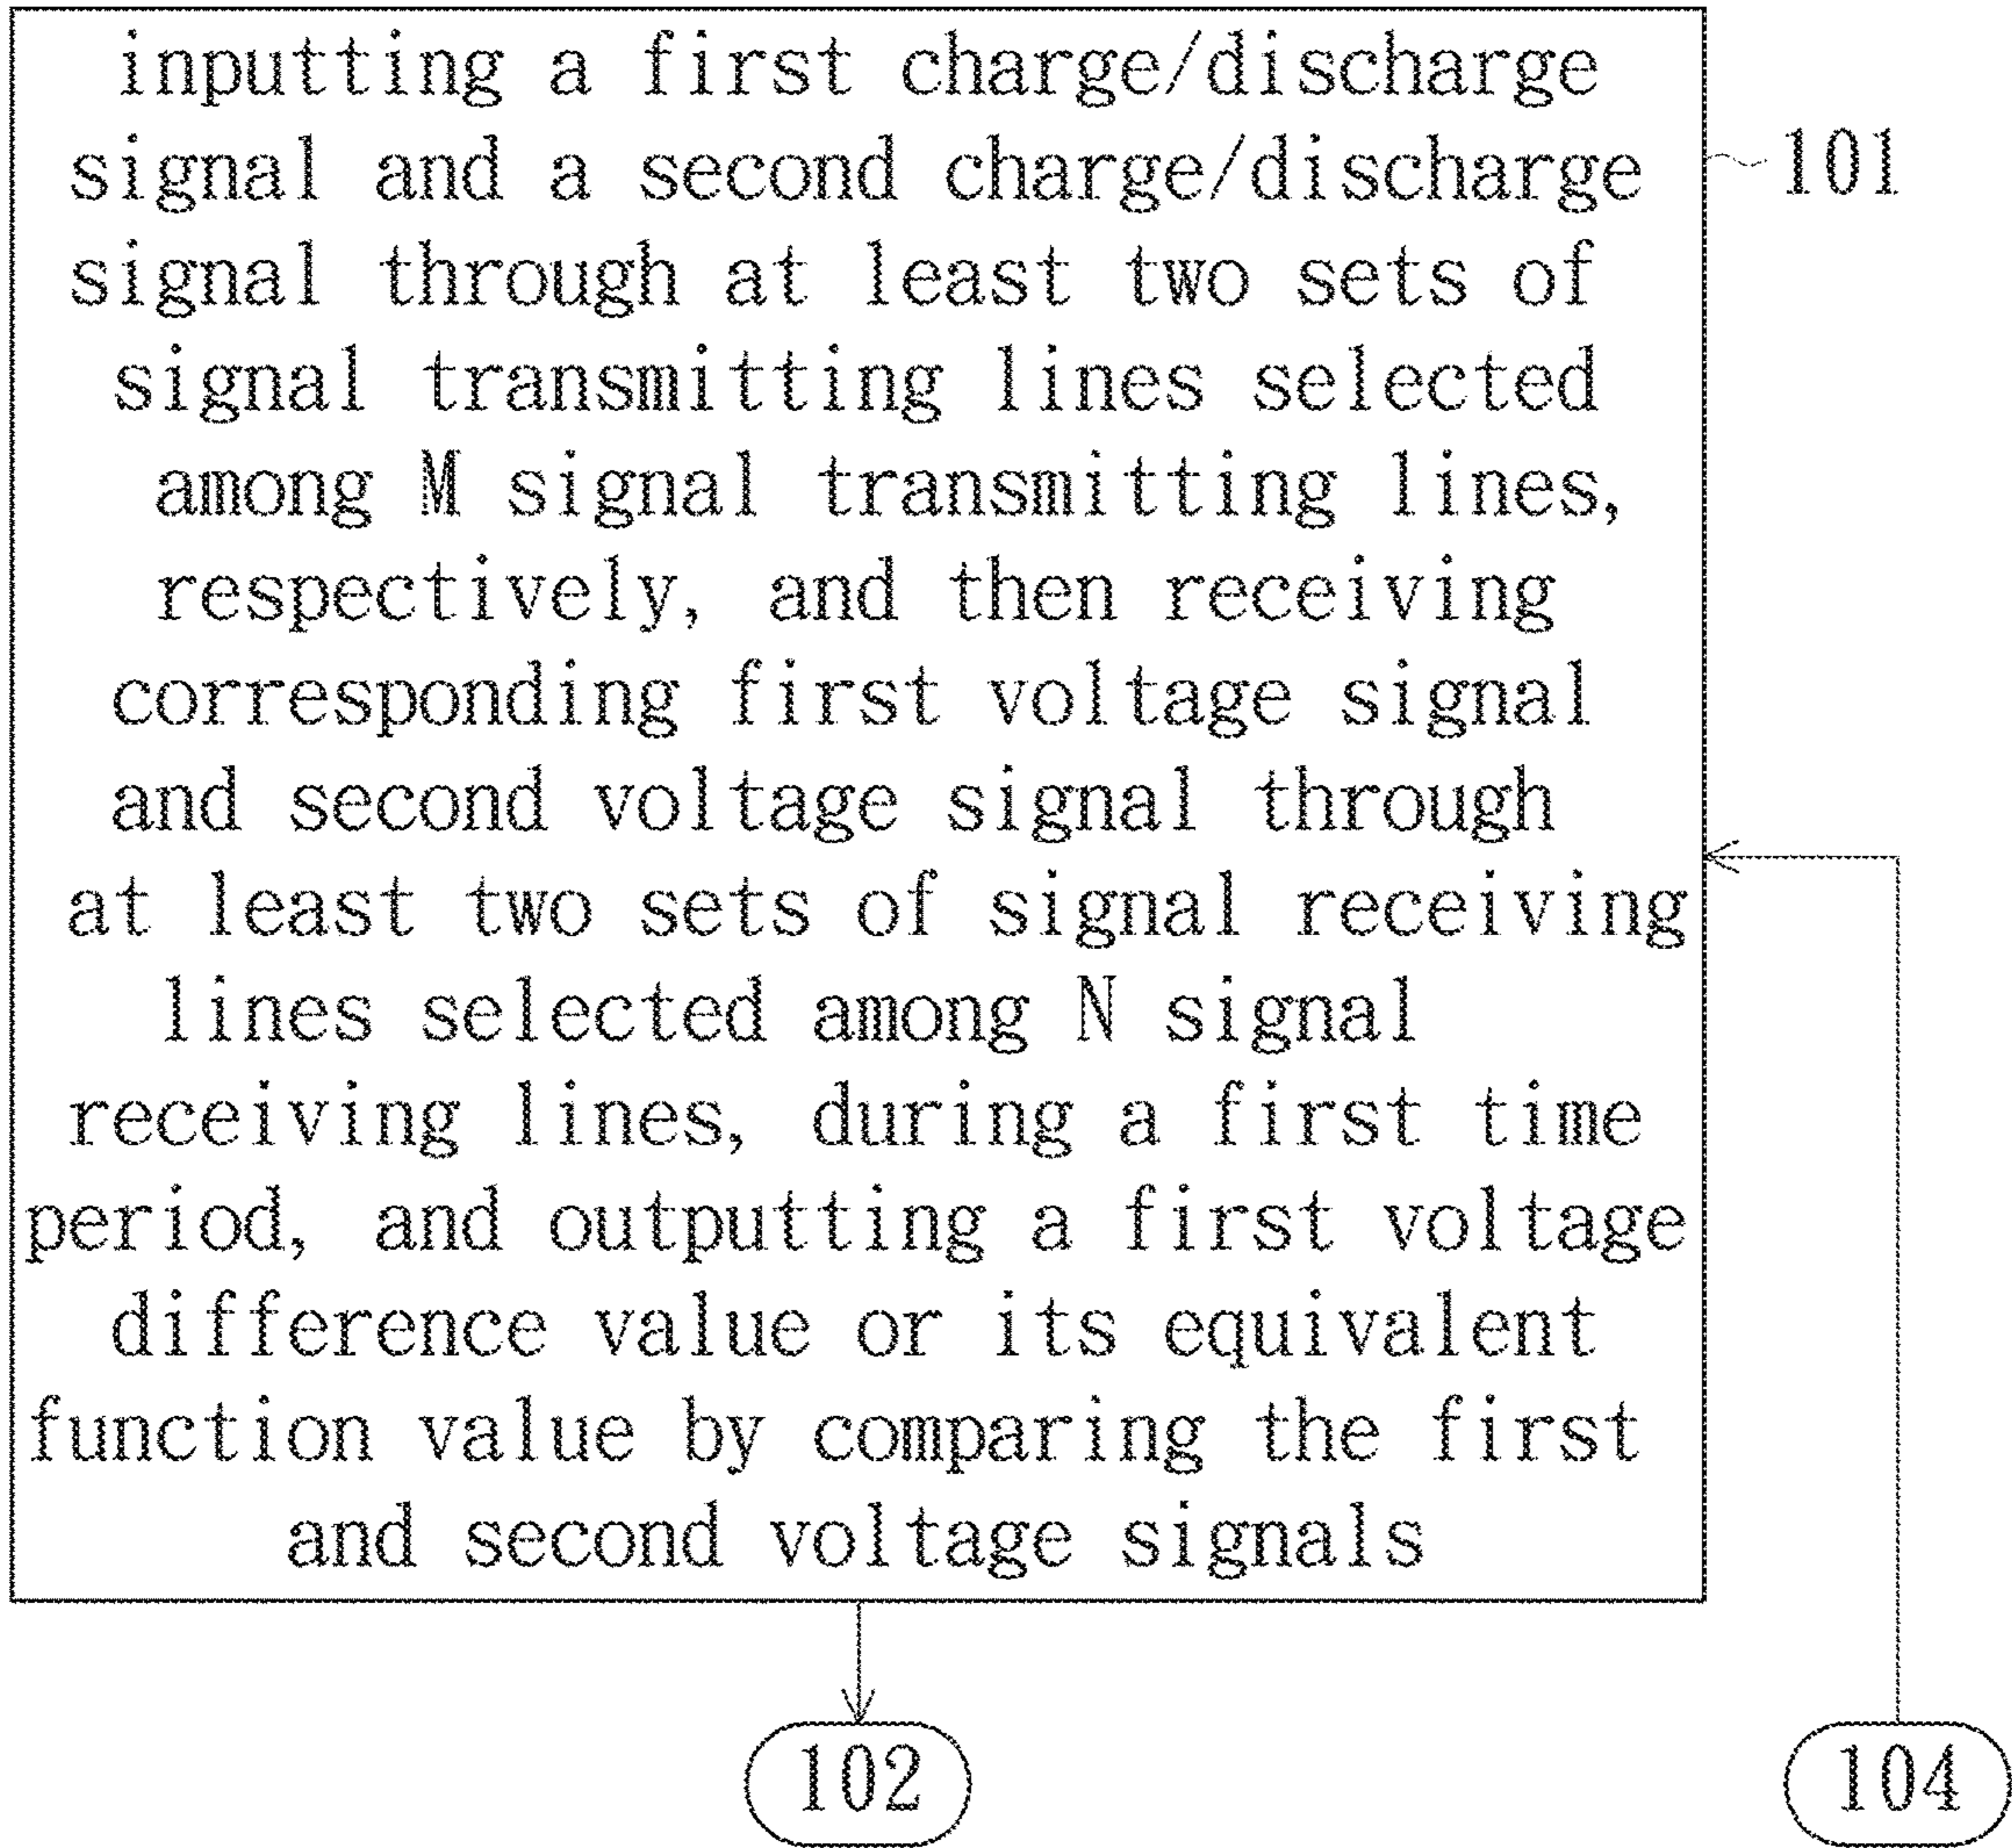 inputting a first charge/discharge
signal and a second charge/discharge
signal through at least two sets of
signal transmitting lines selected
among M signal transmitting lines,
respectively, and then receiving
corresponding first voltage signal
and second voltage signal through
at least two sets of signal receiving
lines selected among N signal
receiving lines, during a first time
period, and outputting a first voltage
difference value or its equivalent
function value by comparing the first
and second voltage signals
101
102
104